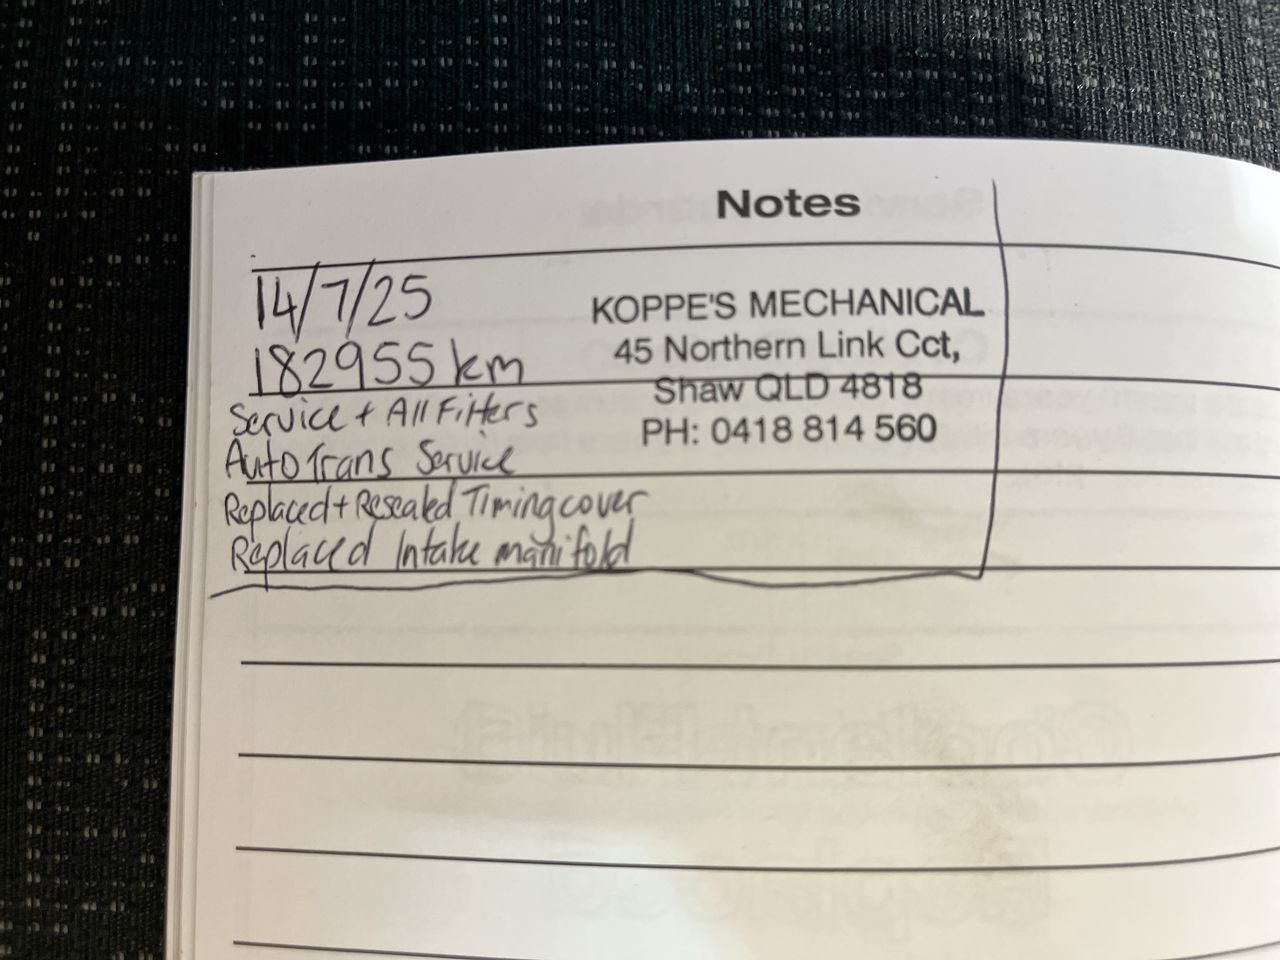 Notes
14/7/25
182955 km
Service + All Filters
Auto Trans Service
Replaced + Resealed Timing cover
Replaced Intake manifold
KOPPE'S MECHANICAL
45 Northern Link Cct,
Shaw QLD 4818
PH: 0418 814 560